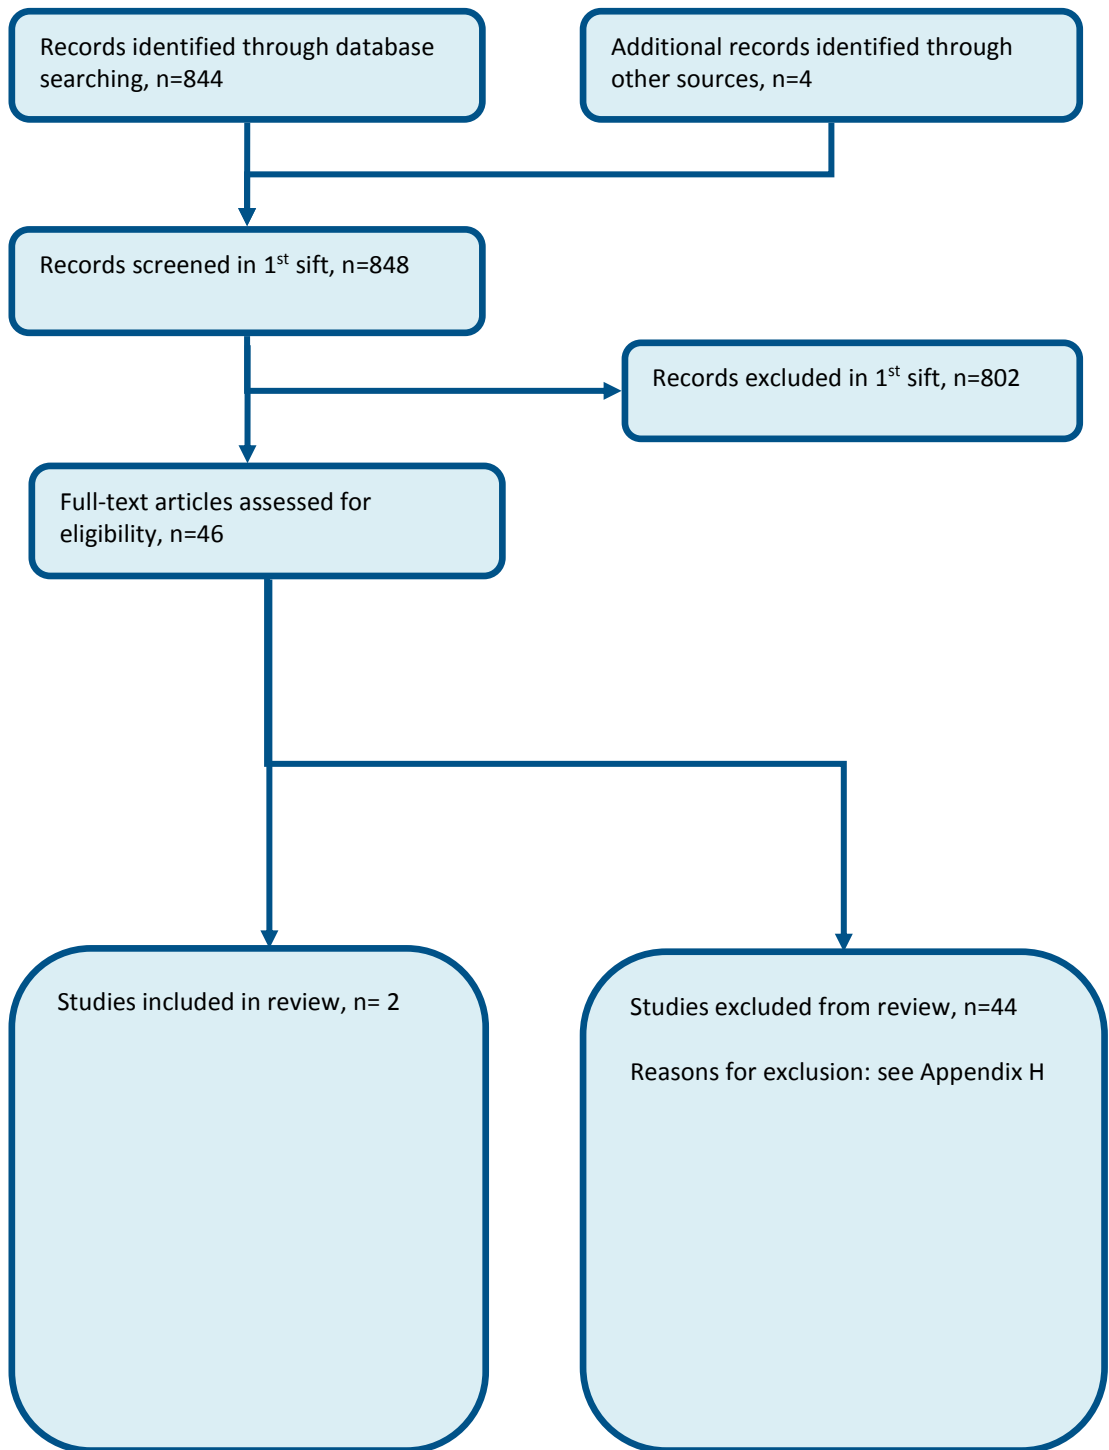 Records identified through database
searching, n=844
Additional records identified through
other sources, n=4
Records screened in 1st sift, n=848
Records excluded in 1st sift, n=802
Full-text articles assessed for
eligibility, n=46
Studies included in review, n= 2
Studies excluded from review, n=44
Reasons for exclusion: see Appendix H